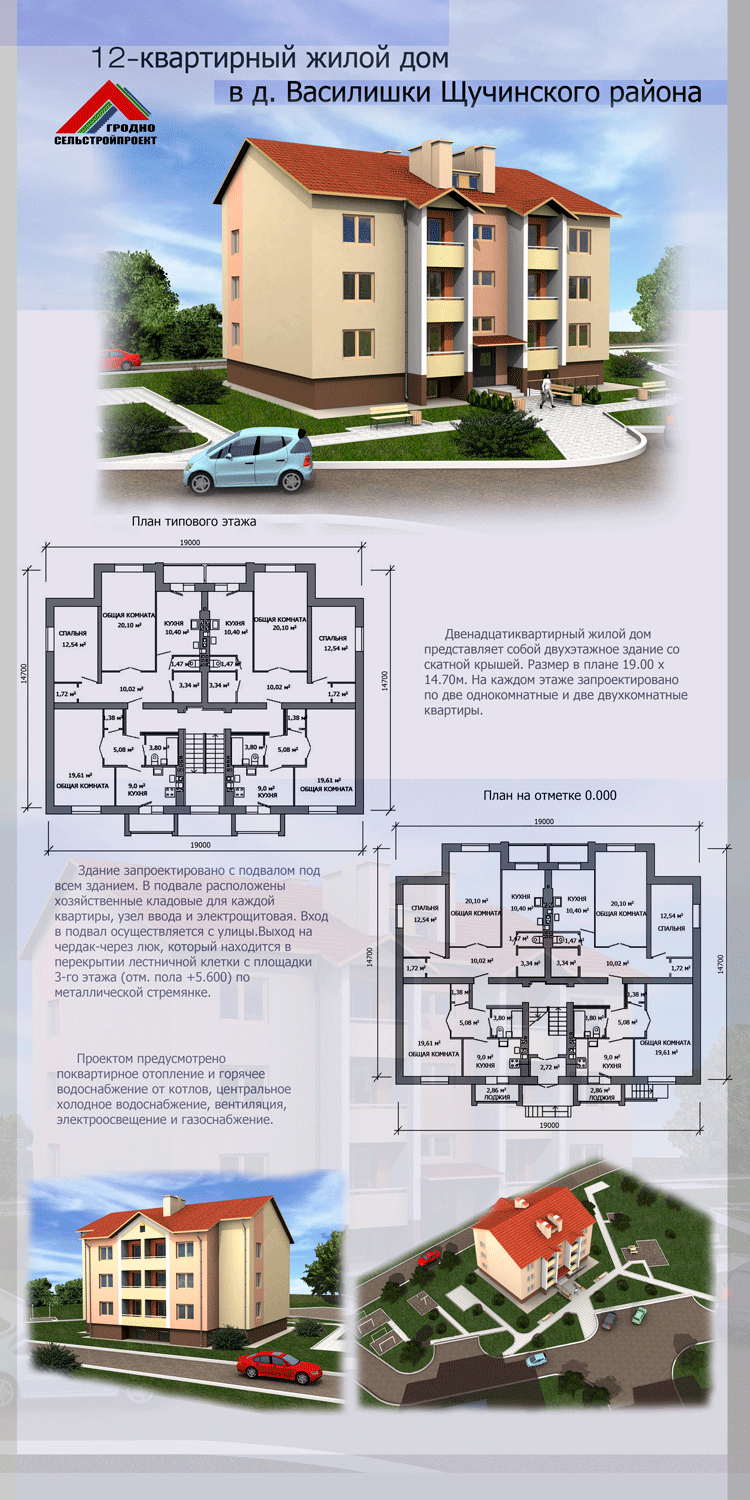 12-квартирный жилой дом
в д. Василишки Щучинского района
ГРОДНО
СЕЛЬСТРОЙПРОЕКТ
План типового этажа
19000
14700
14700
ОБЩАЯ КОМНАТА
20,10 м²
КУХНЯ
10,40 м²
КУХНЯ
10,40 м²
ОБЩАЯ КОМНАТА
20,10 м²
СПАЛЬНЯ
12,54 м²
СПАЛЬНЯ
12,54 м²
1,47 м²
1,47 м²
1,72 м²
10,02 м²
3,34 м²
3,34 м²
10,02 м²
1,72 м²
1,38 м²
1,38 м²
5,08 м²
3,80 м²
3,80 м²
5,08 м²
19,61 м²
ОБЩАЯ КОМНАТА
9,0 м²
КУХНЯ
9,0 м²
КУХНЯ
19,61 м²
ОБЩАЯ КОМНАТА
19000
Двенадцатиквартирный жилой дом
представляет собой двухэтажное здание со
скатной крышей. Размер в плане 19.00 х
14.70м. На каждом этаже запроектировано
по две однокомнатные и две двухкомнатные
квартиры.
План на отметке 0.000
19000
14700
14700
СПАЛЬНЯ
12,54 м²
20,10 м²
ОБЩАЯ КОМНАТА
КУХНЯ
10,40 м²
КУХНЯ
10,40 м²
20,10 м²
ОБЩАЯ КОМНАТА
12,54 м²
СПАЛЬНЯ
1,47 м²
1,47 м²
1,72 м²
10,02 м²
3,34 м²
3,34 м²
10,02 м²
1,72 м²
1,38 м²
1,38 м²
5,08 м²
3,80 м²
3,80 м²
5,08 м²
19,61 м²
ОБЩАЯ КОМНАТА
9,0 м²
КУХНЯ
2,72 м²
9,0 м²
КУХНЯ
ОБЩАЯ КОМНАТА
19,61 м²
2,86 м²
ЛОДЖИЯ
2,86 м²
ЛОДЖИЯ
19000
Здание запроектировано с подвалом под
всем зданием. В подвале расположены
хозяйственные кладовые для каждой
квартиры, узел ввода и электрощитовая. Вход
в подвал осуществляется с улицы.Выход на
чердак-через люк, который находится в
перекрытии лестничной клетки с площадки
3-го этажа (отм. пола +5.600) по
металлической стремянке.
Проектом предусмотрено
поквартирное отопление и горячее
водоснабжение от котлов, центральное
холодное водоснабжение, вентиляция,
электроосвещение и газоснабжение.